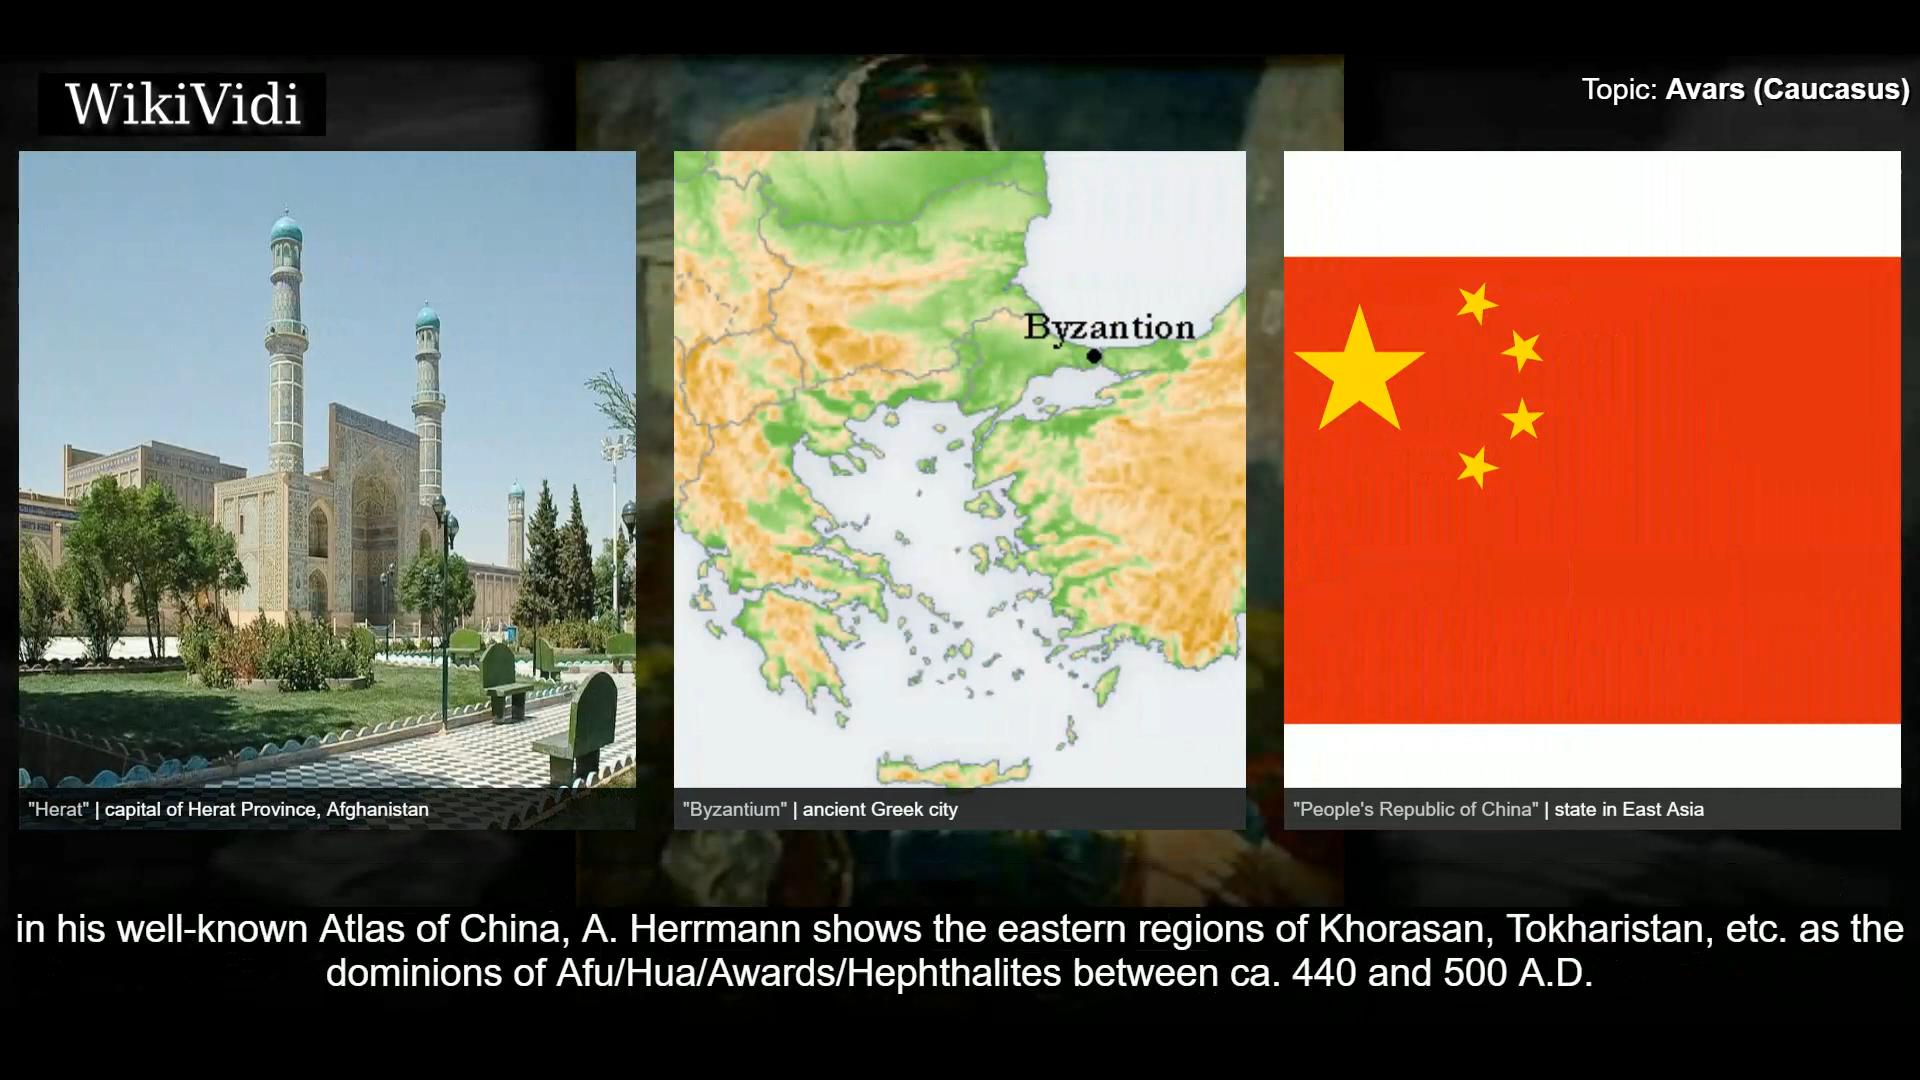 WikiVidi
Topic: Avars (Caucasus)
Byzantion
"Herat" | capital of Herat Province, Afghanistan
"Byzantium" | ancient Greek city
"People's Republic of China" | state in East Asia
in his well-known Atlas of China, A. Herrmann shows the eastern regions of Khorasan, Tokharistan, etc. as the
dominions of Afu/Hua/Awards/Hephthalites between ca. 440 and 500 A.D.